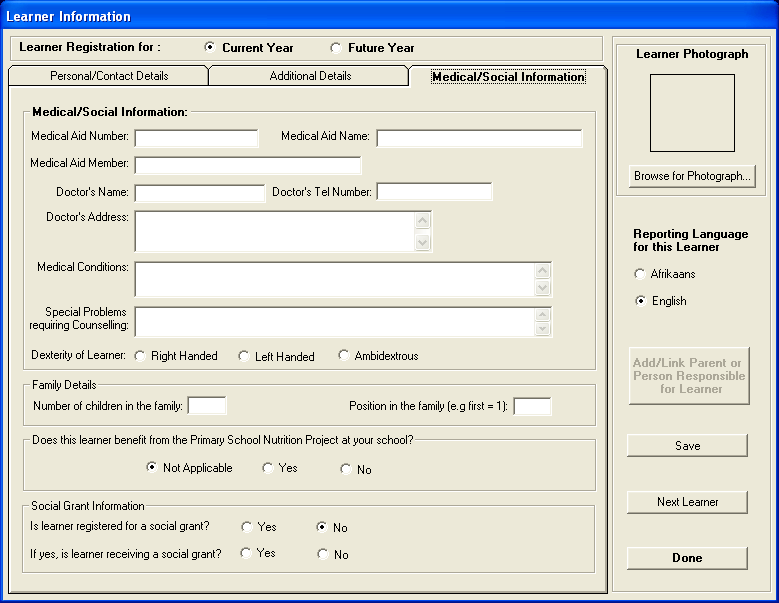 Learner Information
Learner Registration for : Current Year Future Year
Personal/Contact Details Additional Details Medical/Social Information
Medical/Social Information:
Medical Aid Number: Medical Aid Name:
Medical Aid Member:
Doctor's Name: Doctor's Tel Number:
Doctor's Address:
Medical Conditions:
Special Problems
requiring Counselling:
Dexterity of Learner: Right Handed Left Handed Ambidextrous
Family Details
Number of children in the family: Position in the family (e.g first = 1):
Does this learner benefit from the Primary School Nutrition Project at your school?
Not Applicable Yes No
Social Grant Information
Is learner registered for a social grant? Yes No
If yes, is learner receiving a social grant? Yes No
Learner Photograph
Browse for Photograph...
Reporting Language
for this Learner
Afrikaans
English
Add/Link Parent or
Person Responsible
for Learner
Save
Next Learner
Done